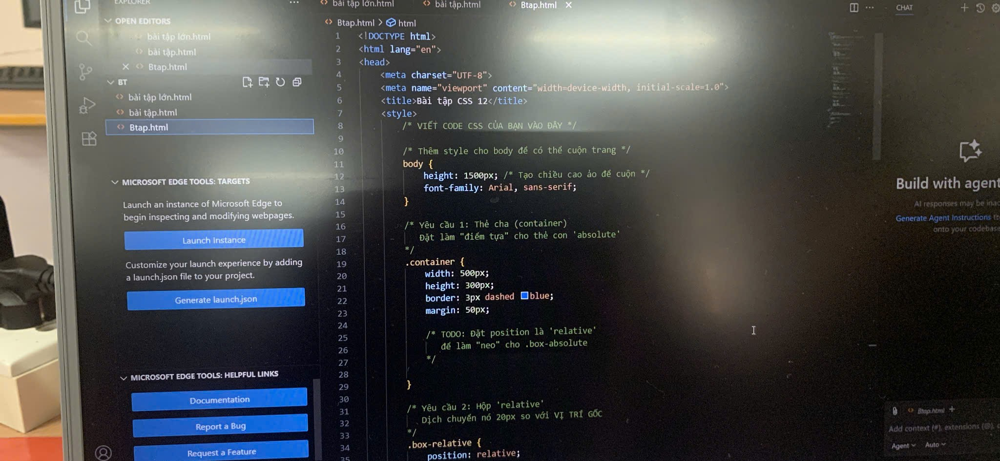 EXPLORER
OPEN EDITORS
bài tập lớn.html
bài tập.html
Btap.html
BT
bài tập lớn.html
bài tập.html
Btap.html
MICROSOFT EDGE TOOLS: TARGETS
Launch an instance of Microsoft Edge to
begin inspecting and modifying webpages.
Launch Instance
Customize your launch experience by adding
a launch.json file to your project.
Generate launch.json
MICROSOFT EDGE TOOLS: HELPFUL LINKS
Documentation
Report a Bug
Request a Feature
bài tập lớn.html
bài tập.html
Btap.html
Btap.html > html
1 <!DOCTYPE html>
2 <html lang="en">
3 <head>
4 <meta charset="UTF-8">
5 <meta name="viewport" content="width=device-width, initial-scale=1.0">
6 <title>Bài tập CSS 12</title>
7 <style>
8 /* VIẾT CODE CSS CỦA BẠN VÀO ĐÂY */
9
10 /* Thêm style cho body để có thể cuộn trang */
11 body {
12 height: 1500px; /* Tạo chiều cao ảo để cuộn */
13 font-family: Arial, sans-serif;
14 }
15
16 /* Yêu cầu 1: Thẻ cha (container)
17 Đặt làm "điểm tựa" cho thẻ con 'absolute'
18 */
19 .container {
20 width: 500px;
21 height: 300px;
22 border: 3px dashed blue;
23 margin: 50px;
24
25 /* TODO: Đặt position là 'relative'
26 để làm "neo" cho .box-absolute
27 */
28
29 }
30
31 /* Yêu cầu 2: Hộp 'relative'
32 Dịch chuyển nó 20px so với VỊ TRÍ GỐC
33 */
34 .box-relative {
35 position: relative;
CHAT
Build with agent
AI responses may be
Generate Agent Instructions
onto your codebase
Btap.html
Add context (#), extensions (@),
Agent
Auto